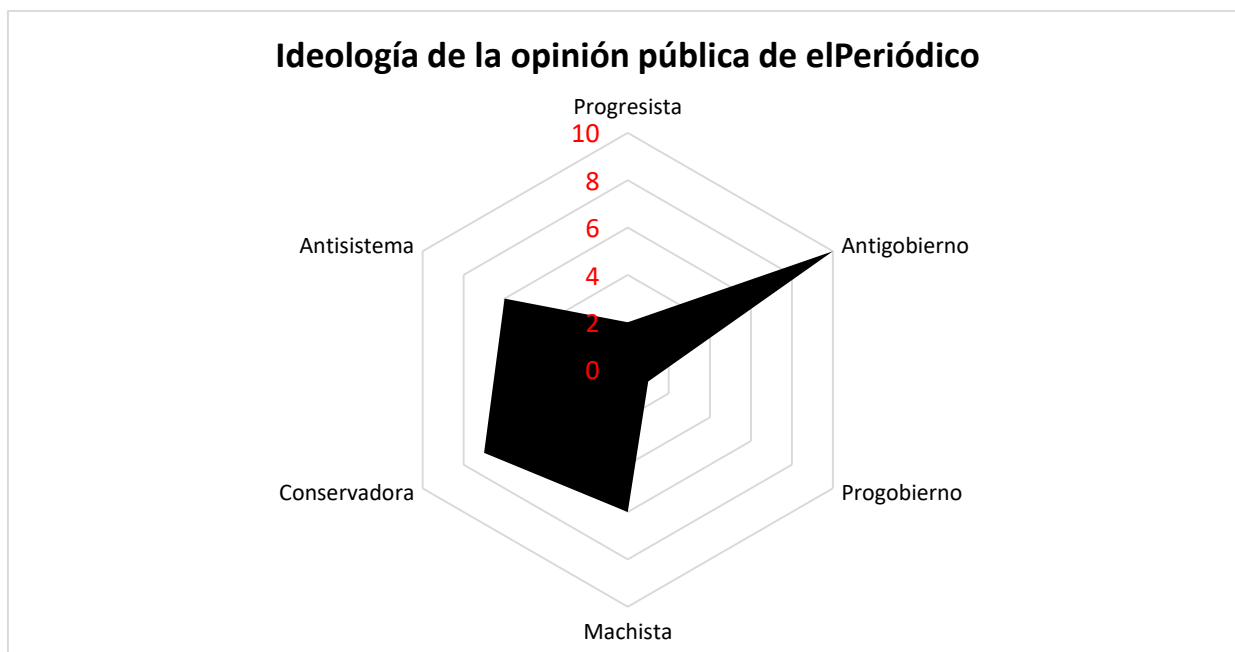 Ideología de la opinión pública de elPeriódico
Progresista
10
8
6
4
2
0
Antisistema
Antigobierno
Conservadora
Progobierno
Machista